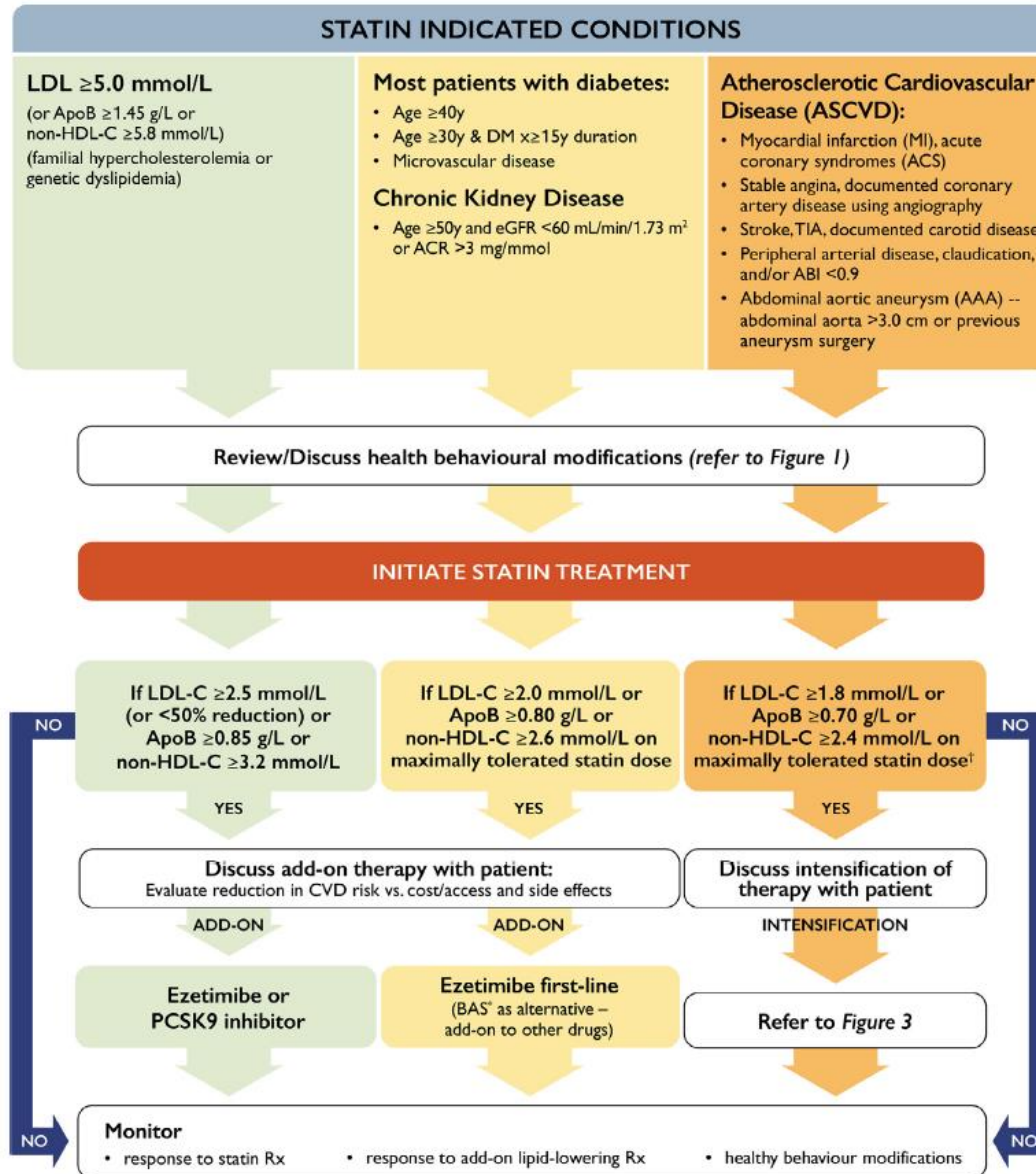 STATIN INDICATED CONDITIONS
LDL ≥5.0 mmol/L
(or ApoB ≥1.45 g/L or
non-HDL-C ≥5.8 mmol/L)
(familial hypercholesterolemia or
genetic dyslipidemia)
Most patients with diabetes:
• Age ≥40y
• Age ≥30y & DM x≥15y duration
• Microvascular disease
Chronic Kidney Disease
• Age ≥50y and eGFR <60 mL/min/1.73 m²
or ACR >3 mg/mmol
Atherosclerotic Cardiovascular
Disease (ASCVD):
• Myocardial infarction (MI), acute
coronary syndromes (ACS)
• Stable angina, documented coronary
artery disease using angiography
• Stroke, TIA, documented carotid disease
• Peripheral arterial disease, claudication,
and/or ABI <0.9
• Abdominal aortic aneurysm (AAA) --
abdominal aorta >3.0 cm or previous
aneurysm surgery
Review/Discuss health behavioural modifications (refer to Figure 1)
INITIATE STATIN TREATMENT
NO
If LDL-C ≥2.5 mmol/L
(or <50% reduction) or
ApoB ≥0.85 g/L or
non-HDL-C ≥3.2 mmol/L
If LDL-C ≥2.0 mmol/L or
ApoB ≥0.80 g/L or
non-HDL-C ≥2.6 mmol/L on
maximally tolerated statin dose
If LDL-C ≥1.8 mmol/L or
ApoB ≥0.70 g/L or
non-HDL-C ≥2.4 mmol/L on
maximally tolerated statin dose†
NO
YES
YES
YES
Discuss add-on therapy with patient:
Evaluate reduction in CVD risk vs. cost/access and side effects
Discuss intensification of
therapy with patient
ADD-ON
ADD-ON
INTENSIFICATION
Ezetimibe or
PCSK9 inhibitor
Ezetimibe first-line
(BAS* as alternative –
add-on to other drugs)
Refer to Figure 3
NO
Monitor
• response to statin Rx
• response to add-on lipid-lowering Rx
• healthy behaviour modifications
NO